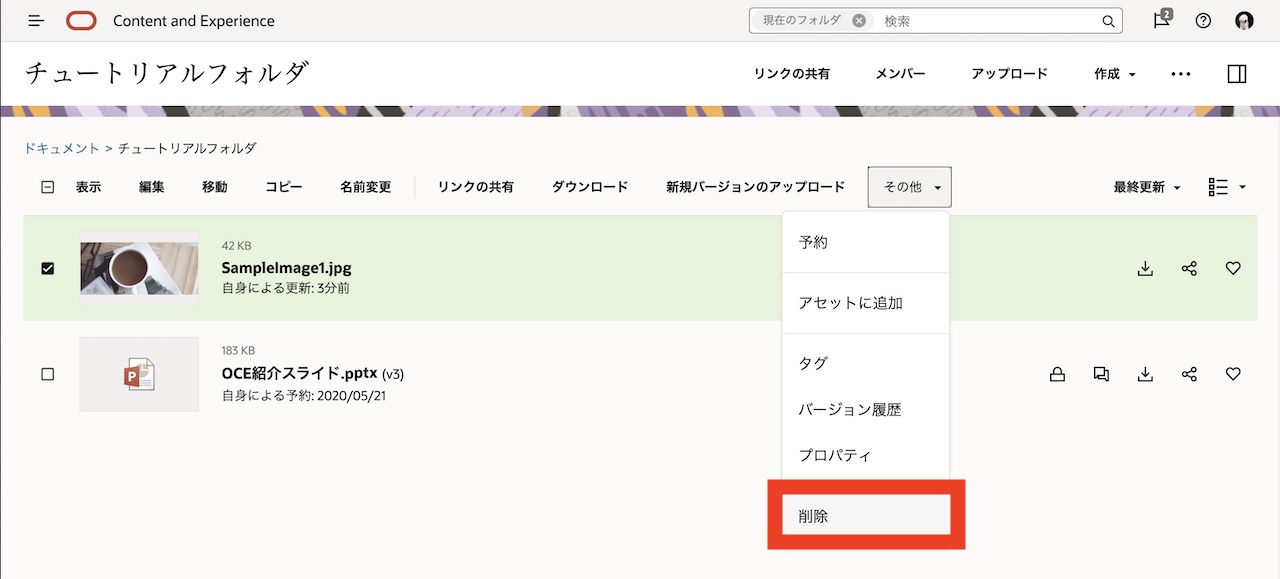 Content and Experience
現在のフォルダ 検索
2
チュートリアルフォルダ
リンクの共有 メンバー アップロード 作成
ドキュメント > チュートリアルフォルダ
表示 編集 移動 コピー 名前変更 リンクの共有 ダウンロード 新規バージョンのアップロード その他 最終更新
42 KB
SampleImage1.jpg
自身による更新: 3分前
183 KB
OCE紹介スライド.pptx (v3)
自身による予約: 2020/05/21
P
予約
アセットに追加
タグ
バージョン履歴
プロパティ
削除